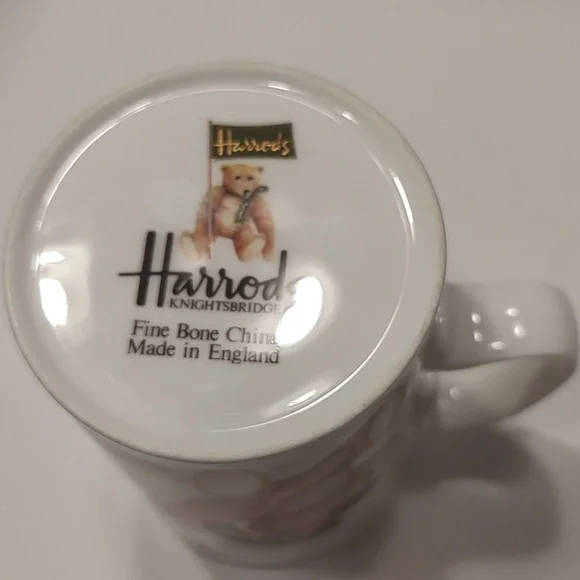 Harrods
Harrods
KNIGHTSBRIDGE
Fine Bone China
Made in England